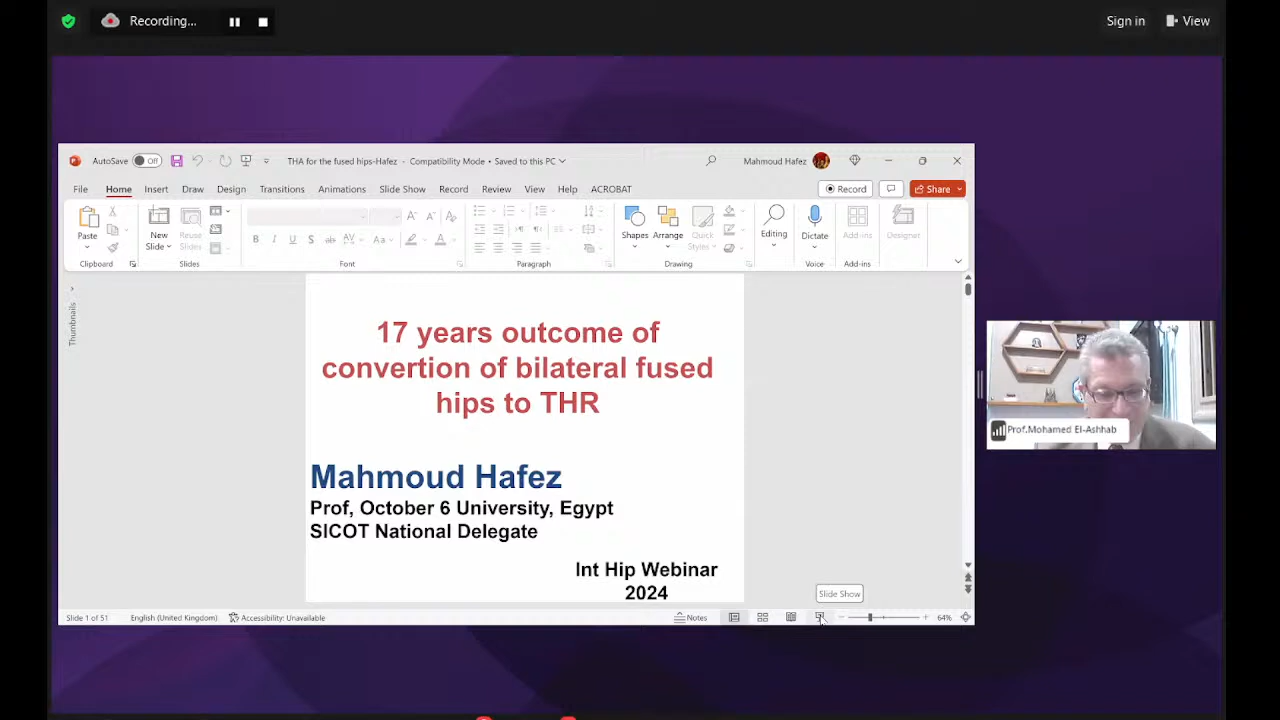 Recording...
Sign in
View
AutoSave
Off
THA for the fused hips-Hafez - Compatibility Mode • Saved to this PC
Mahmoud Hafez
File
Home
Insert
Draw
Design
Transitions
Animations
Slide Show
Record
Review
View
Help
ACROBAT
Record
Share
Paste
New
Slide
Reuse
Slides
Shapes
Arrange
Quick
Styles
Editing
Dictate
Add-ins
Designer
Clipboard
Slides
Font
Paragraph
Drawing
Voice
Add-ins
Thumbnails
17 years outcome of
convertion of bilateral fused
hips to THR
Mahmoud Hafez
Prof, October 6 University, Egypt
SICOT National Delegate
Int Hip Webinar
2024
Prof.Mohamed El-Ashhab
Slide Show
Slide 1 of 51
English (United Kingdom)
Accessibility: Unavailable
Notes
64%